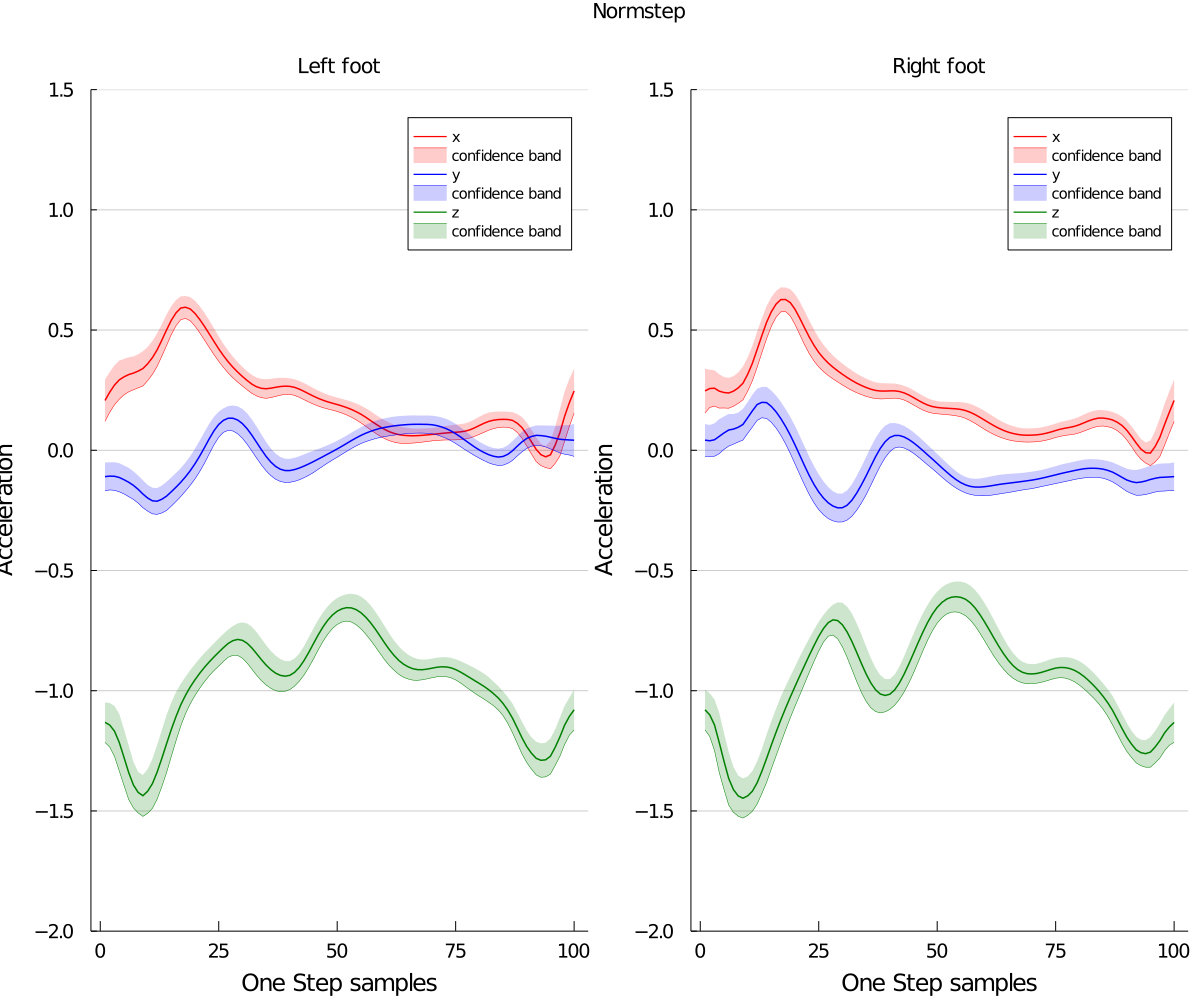 Normstep
Left foot
1.5
1.0
0.5
0.0
−0.5
−1.0
−1.5
−2.0
0 25 50 75 100
Acceleration
One Step samples
x
confidence band
y
confidence band
z
confidence band
Right foot
1.5
1.0
0.5
0.0
−0.5
−1.0
−1.5
−2.0
0 25 50 75 100
Acceleration
One Step samples
x
confidence band
y
confidence band
z
confidence band